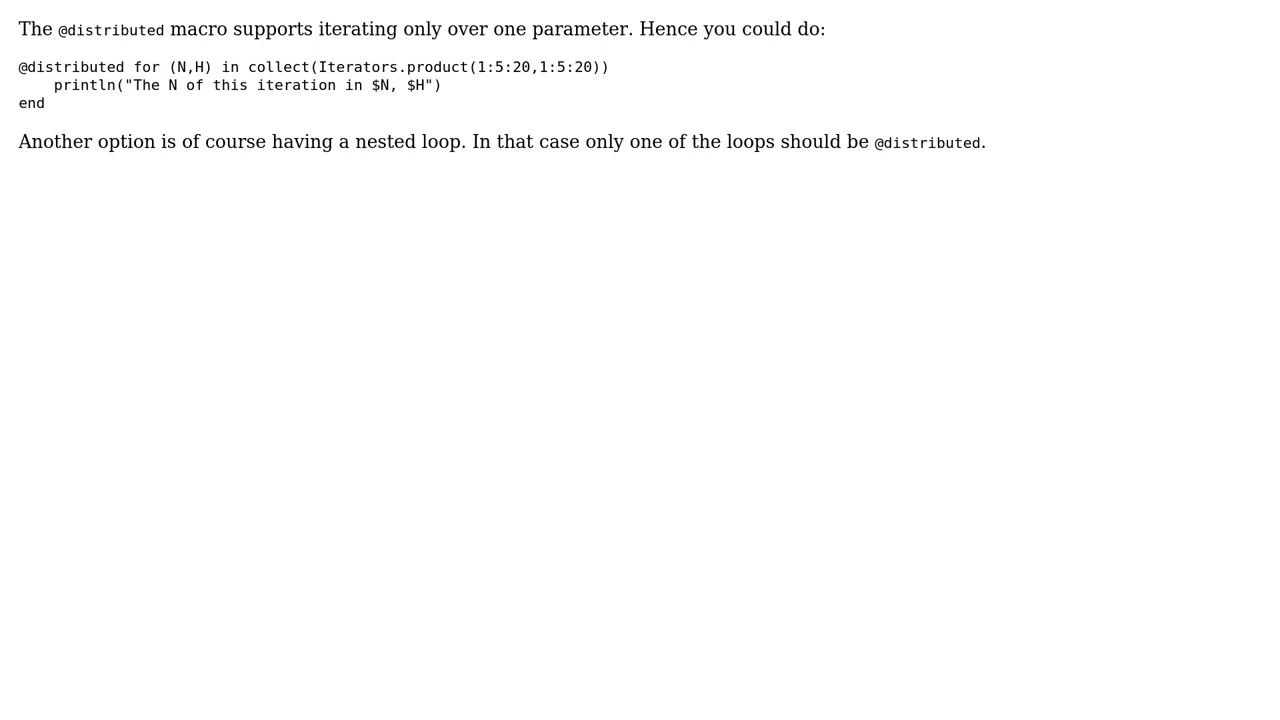 The @distributed macro supports iterating only over one parameter. Hence you could do:
@distributed for (N,H) in collect(Iterators.product(1:5:20,1:5:20))
    println("The N of this iteration in $N, $H")
end
Another option is of course having a nested loop. In that case only one of the loops should be @distributed.